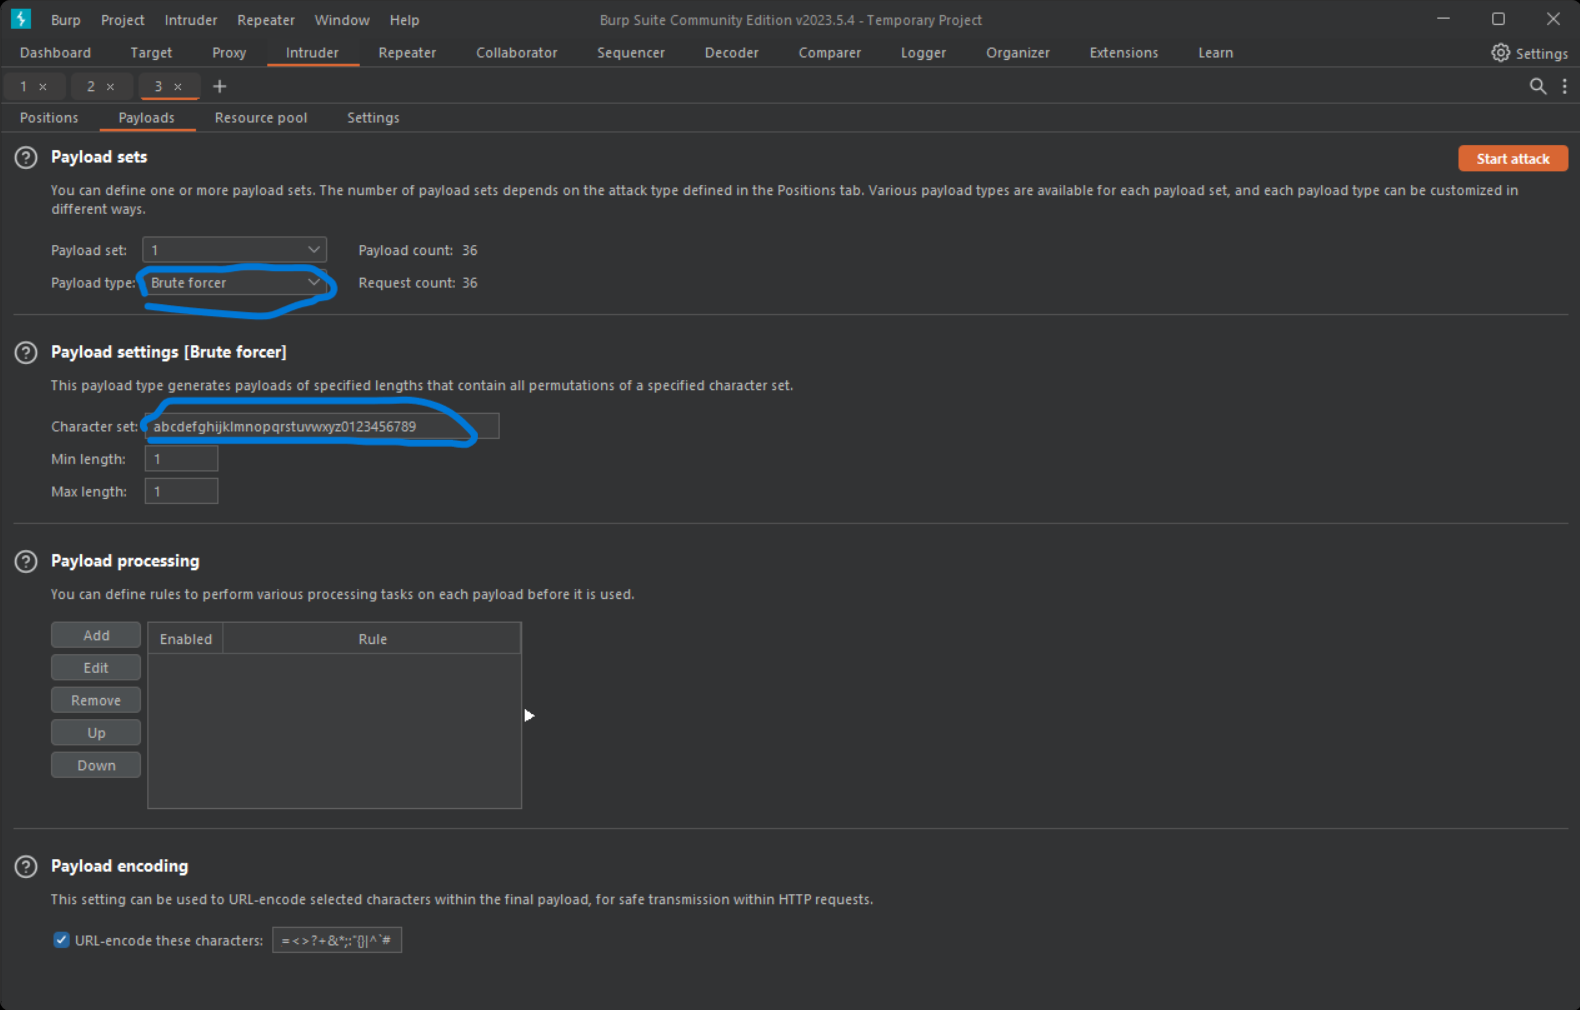 Burp Project Intruder Repeater Window Help Burp Suite Community Edition v2023.5.4 - Temporary Project
Dashboard Target Proxy Intruder Repeater Collaborator Sequencer Decoder Comparer Logger Organizer Extensions Learn Settings
1 × 2 × 3 × +
Positions Payloads Resource pool Settings
? Payload sets Start attack
You can define one or more payload sets. The number of payload sets depends on the attack type defined in the Positions tab. Various payload types are available for each payload set, and each payload type can be customized in
different ways.
Payload set: 1 Payload count: 36
Payload type: Brute forcer Request count: 36
? Payload settings [Brute forcer]
This payload type generates payloads of specified lengths that contain all permutations of a specified character set.
Character set: abcdefghijklmnopqrstuvwxyz0123456789
Min length: 1
Max length: 1
? Payload processing
You can define rules to perform various processing tasks on each payload before it is used.
Add Enabled Rule
Edit
Remove
Up
Down
? Payload encoding
This setting can be used to URL-encode selected characters within the final payload, for safe transmission within HTTP requests.
URL-encode these characters: =<>?+&*;:"{}|^`#